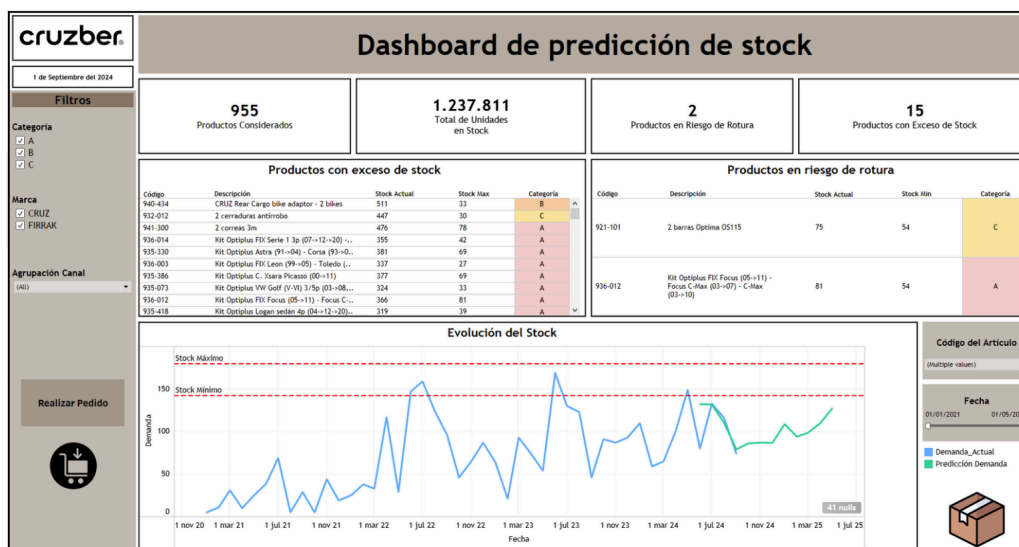 cruzber.
Dashboard de predicción de stock
1 de Septiembre del 2024
Filtros
Categoría
A
B
C
Marca
CRUZ
FIRRAK
Agrupación Canal
(All)
Realizar Pedido
955
Productos Considerados
1.237.811
Total de Unidades
en Stock
2
Productos en Riesgo de Rotura
15
Productos con Exceso de Stock
Productos con exceso de stock
Código Descripción Stock Actual Stock Max Categoría
940-434 CRUZ Rear Cargo bike adaptor - 2 bikes 511 33 B
932-012 2 cerraduras antirrobo 447 30 C
941-300 2 correas 3m 476 78 A
936-014 Kit Optiplus FIX Serie 1 3p (07->12->20) -.. 355 42 A
935-330 Kit Optiplus Astra (91->04) - Corsa (93->0.. 381 69 A
936-003 Kit Optiplus FIX Leon (99->05) - Toledo (.. 337 27 A
935-386 Kit Optiplus C. Xsara Picasso (00->11) 377 69 A
935-073 Kit Optiplus VW Golf (V-VI) 3/5p (03->08,.. 324 33 A
936-012 Kit Optiplus FIX Focus (05->11) - Focus C-.. 366 81 A
935-418 Kit Optiplus Logan sedán 4p (04->12->20).. 319 39 A
Productos en riesgo de rotura
Código Descripción Stock Actual Stock Min Categoría
921-101 2 barras Optima OS115 75 54 C
936-012 Kit Optiplus FIX Focus (05->11) -
Focus C-Max (03->07) - C-Max
(03->10) 81 54 A
Evolución del Stock
Stock Máximo
Stock Mínimo
150
100
50
0
Demanda
1 nov 20 1 mar 21 1 jul 21 1 nov 21 1 mar 22 1 jul 22 1 nov 22 1 mar 23 1 jul 23 1 nov 23 1 mar 24 1 jul 24 1 nov 24 1 mar 25 1 jul 25
Fecha
41 nulls
Código del Artículo
(Multiple values)
Fecha
01/01/2021 01/05/20
Demanda_Actual
Predicción Demanda